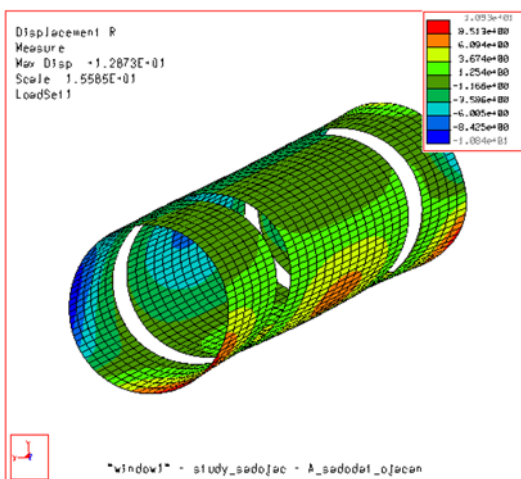 Displacement R
Measure
Max Disp +1.2873E+01
Scale 1.5585E+01
LoadSet1
1.093e+01
8.513e+00
6.094e+00
3.674e+00
1.254e+00
-1.166e+00
-3.586e+00
-6.005e+00
-8.425e+00
-1.084e+01
"window1" - study_sadojac - A_sadodat_ojacan